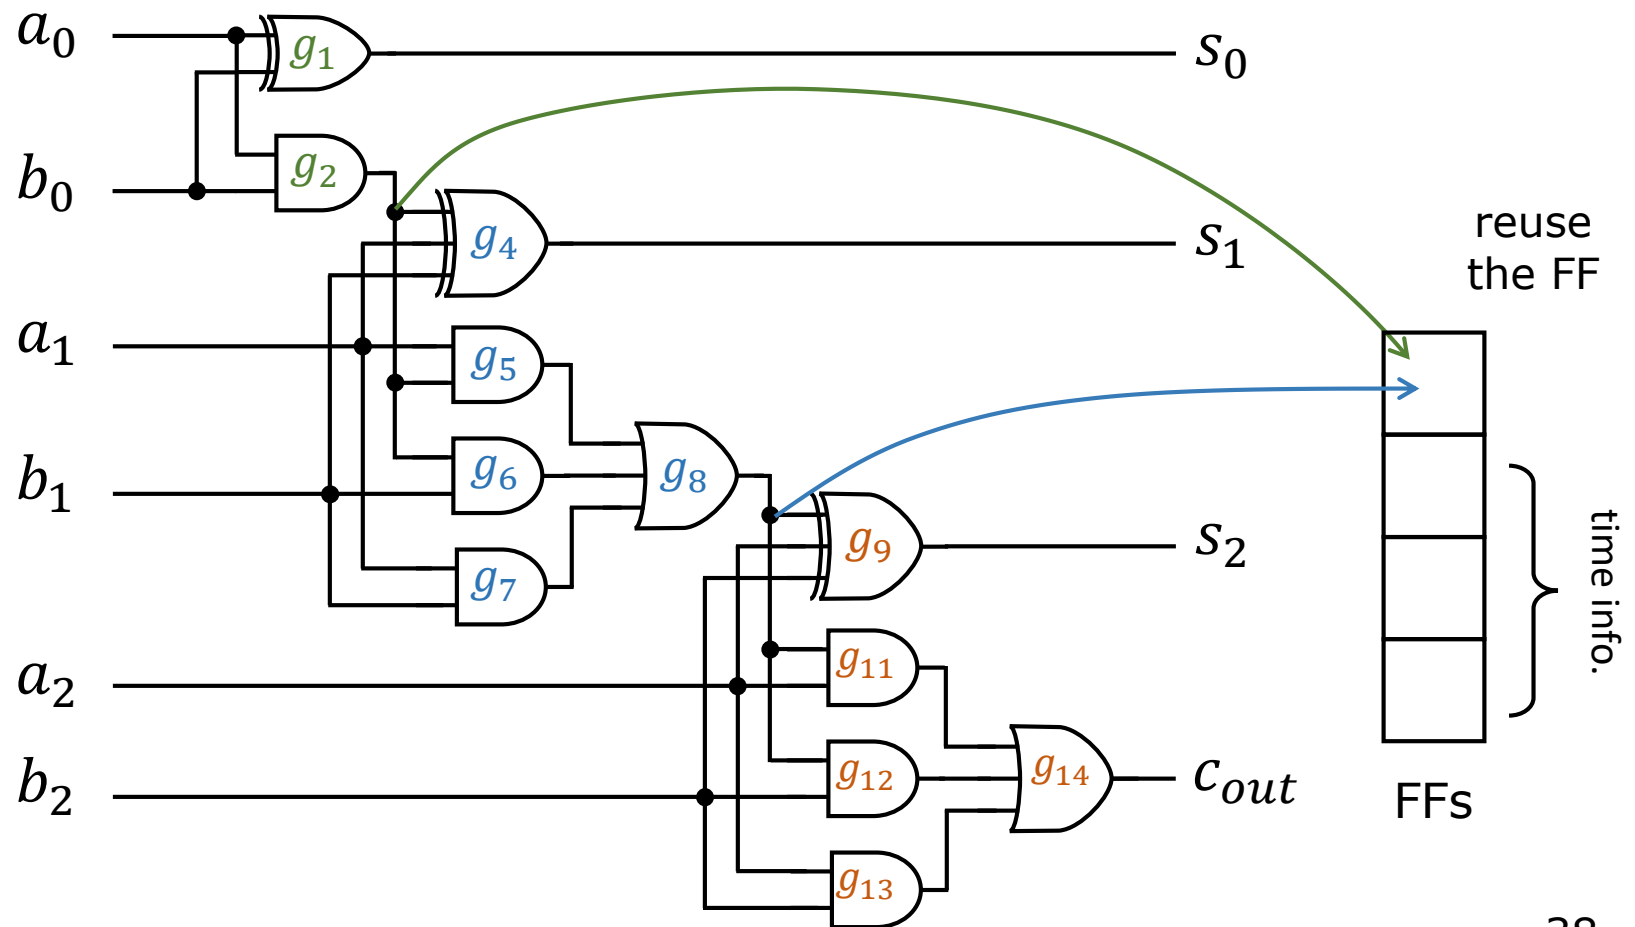 a₀
g₁
s₀
g₂
b₀
g₄
s₁
reuse
the FF
a₁
g₅
b₁
g₆
g₈
g₉
s₂
time info.
g₇
a₂
g₁₁
b₂
g₁₂
g₁₄
c_out
FFs
g₁₃